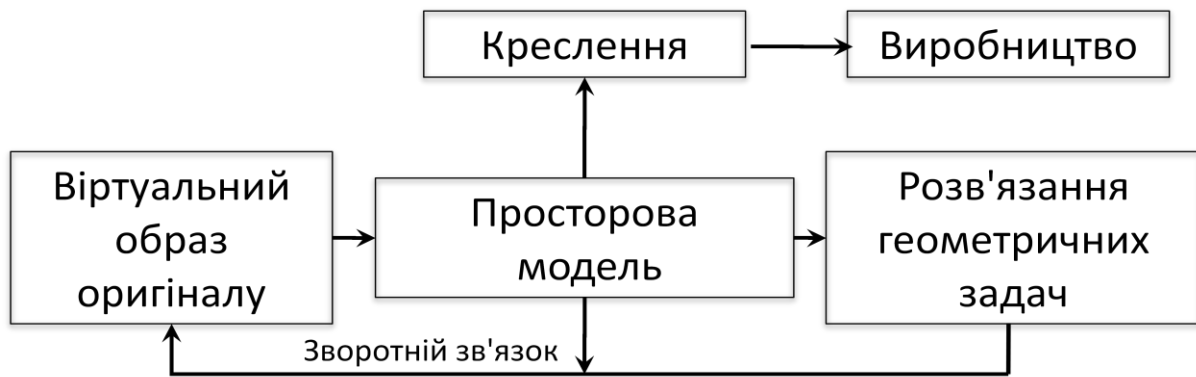 Креслення
Виробництво
Віртуальний
образ
оригіналу
Просторова
модель
Розв'язання
геометричних
задач
Зворотній зв'язок